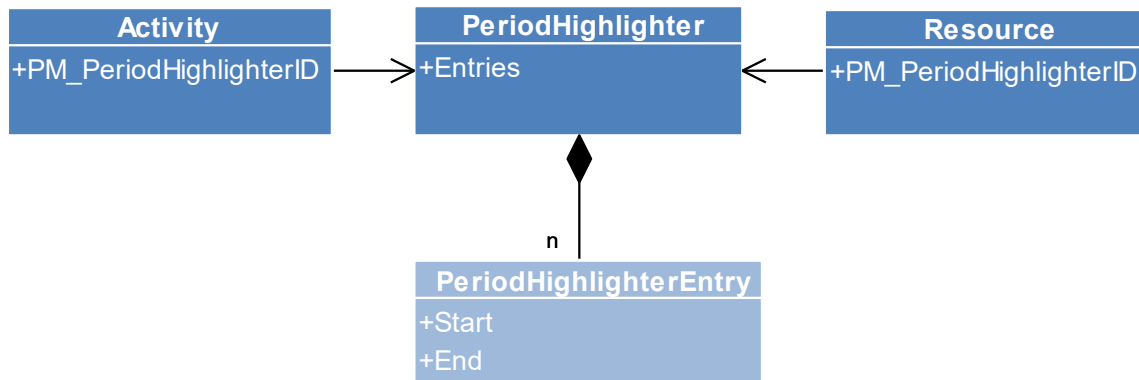 Activity
+PM_PeriodHighlighterID
PeriodHighlighter
+Entries
Resource
+PM_PeriodHighlighterID
n
PeriodHighlighterEntry
+Start
+End